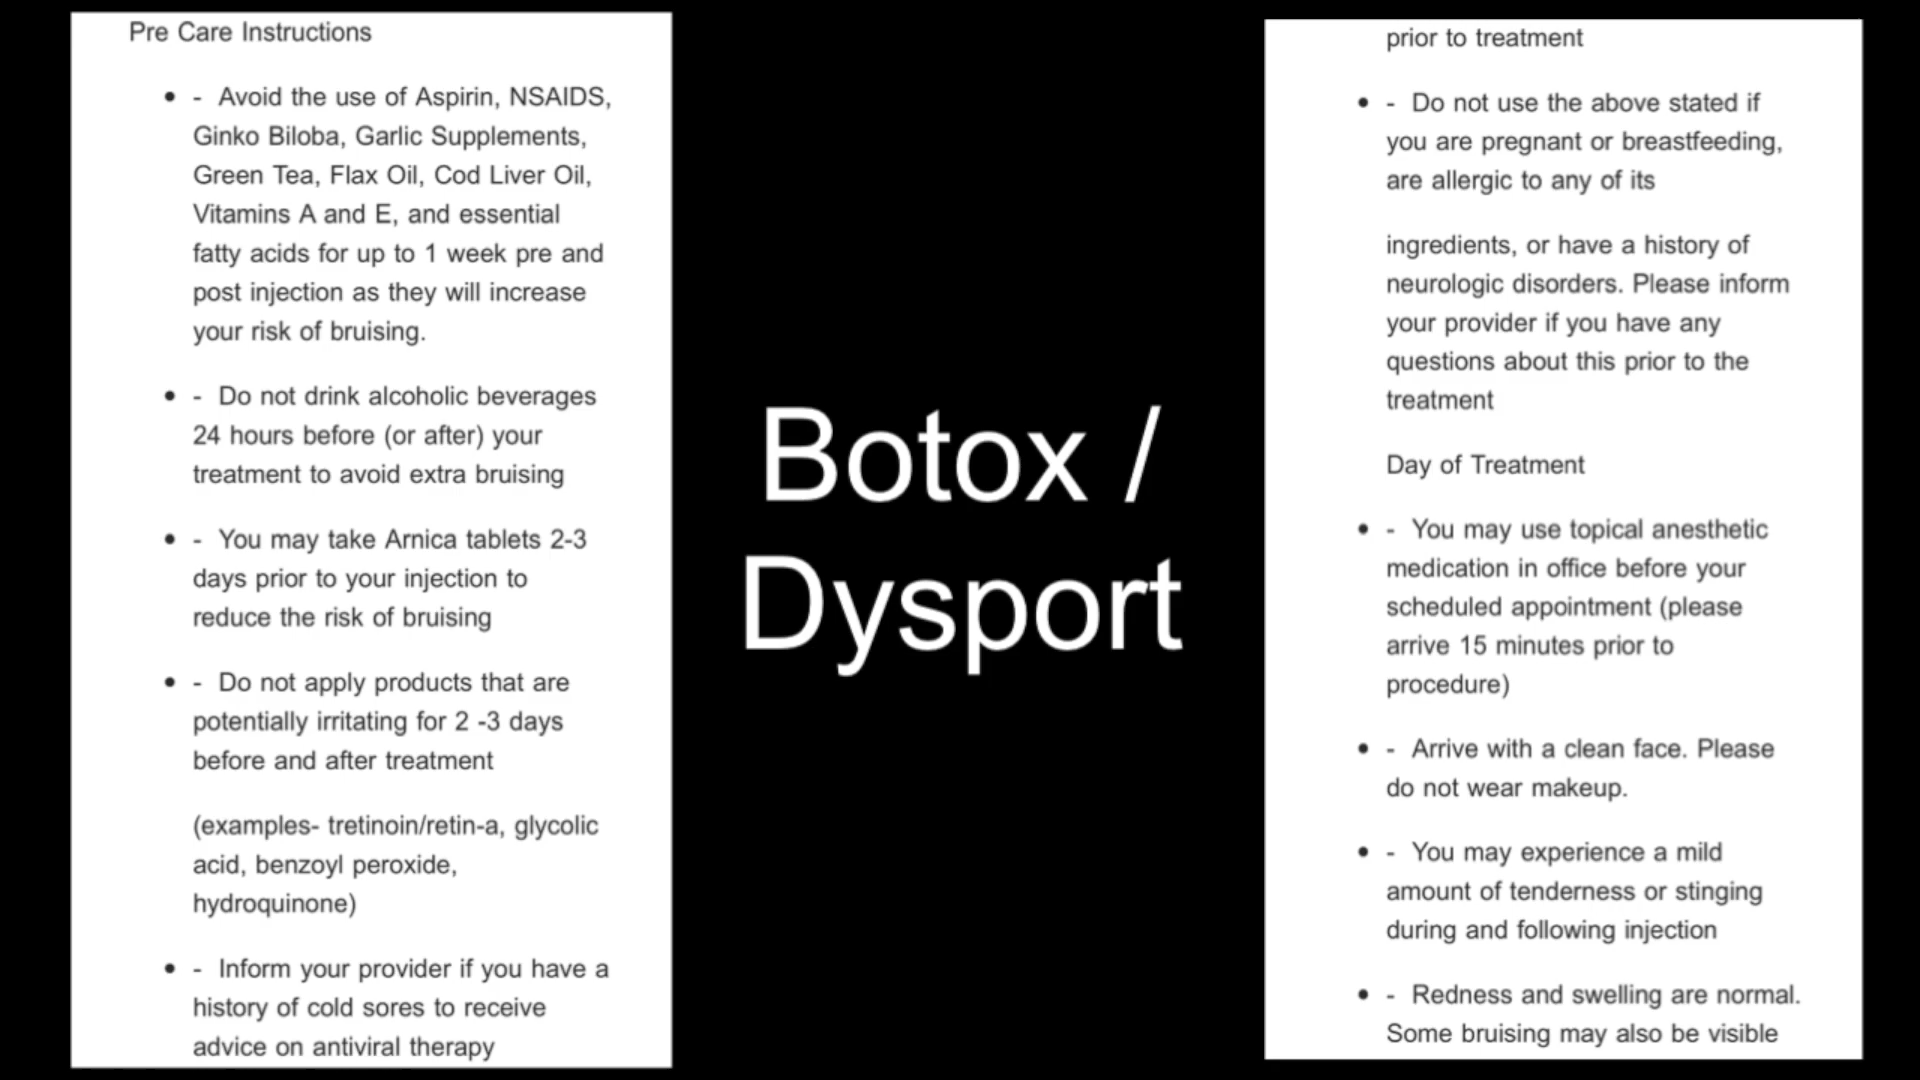 Pre Care Instructions
• - Avoid the use of Aspirin, NSAIDS,
Ginko Biloba, Garlic Supplements,
Green Tea, Flax Oil, Cod Liver Oil,
Vitamins A and E, and essential
fatty acids for up to 1 week pre and
post injection as they will increase
your risk of bruising.
• - Do not drink alcoholic beverages
24 hours before (or after) your
treatment to avoid extra bruising
• - You may take Arnica tablets 2-3
days prior to your injection to
reduce the risk of bruising
• - Do not apply products that are
potentially irritating for 2 -3 days
before and after treatment
(examples- tretinoin/retin-a, glycolic
acid, benzoyl peroxide,
hydroquinone)
• - Inform your provider if you have a
history of cold sores to receive
advice on antiviral therapy
Botox /
Dysport
prior to treatment
• - Do not use the above stated if
you are pregnant or breastfeeding,
are allergic to any of its
ingredients, or have a history of
neurologic disorders. Please inform
your provider if you have any
questions about this prior to the
treatment
Day of Treatment
• - You may use topical anesthetic
medication in office before your
scheduled appointment (please
arrive 15 minutes prior to
procedure)
• - Arrive with a clean face. Please
do not wear makeup.
• - You may experience a mild
amount of tenderness or stinging
during and following injection
• - Redness and swelling are normal.
Some bruising may also be visible